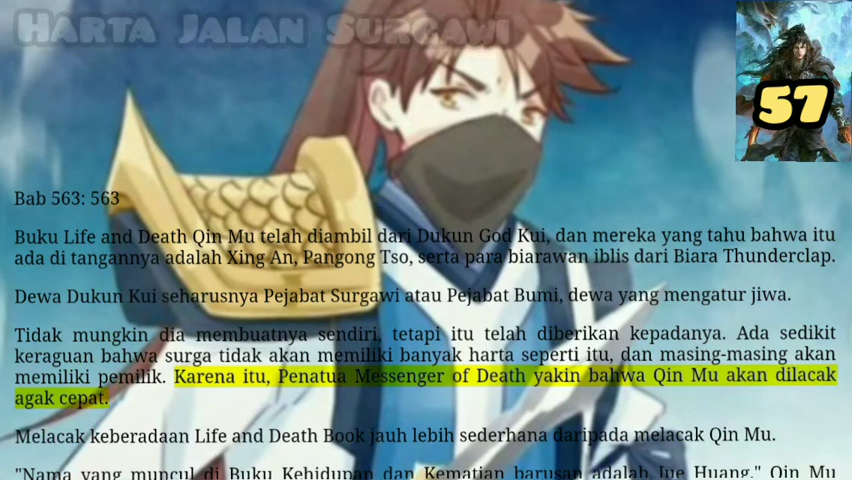 HARTA JALAN SURGAWI
57
Bab 563: 563
Buku Life and Death Qin Mu telah diambil dari Dukun God Kui, dan mereka yang tahu bahwa itu
ada di tangannya adalah Xing An, Pangong Tso, serta para biarawan iblis dari Biara Thunderclap.
Dewa Dukun Kui seharusnya Pejabat Surgawi atau Pejabat Bumi, dewa yang mengatur jiwa.
Tidak mungkin dia membuatnya sendiri, tetapi itu telah diberikan kepadanya. Ada sedikit
keraguan bahwa surga tidak akan memiliki banyak harta seperti itu, dan masing-masing akan
memiliki pemilik. Karena itu, Penatua Messenger of Death yakin bahwa Qin Mu akan dilacak
agak cepat.
Melacak keberadaan Life and Death Book jauh lebih sederhana daripada melacak Qin Mu.
"Nama yang muncul di Buku Kehidupan dan Kematian barusan adalah Jue Huang," Qin Mu